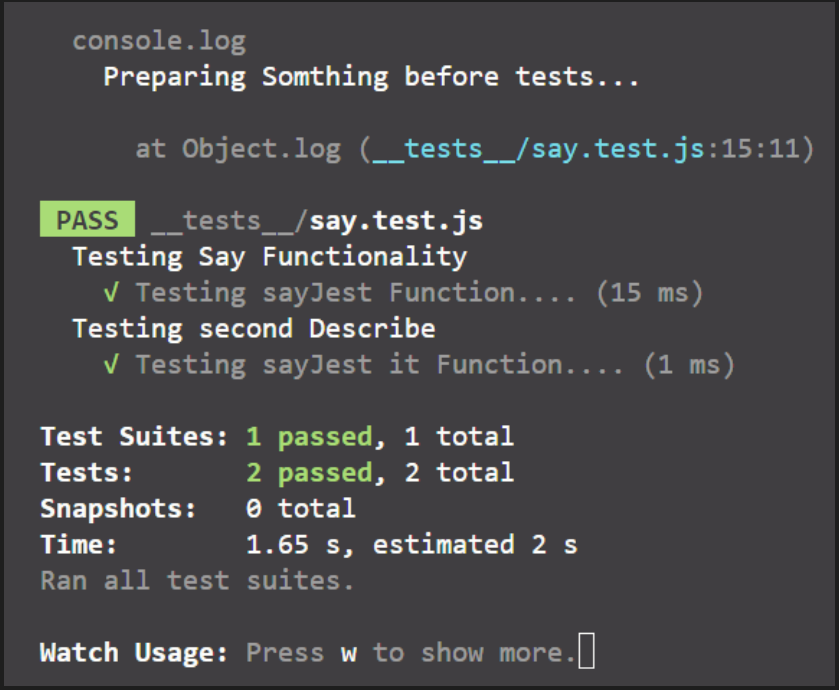 console.log
Preparing Somthing before tests...
at Object.log (__tests__/say.test.js:15:11)
PASS __tests__/say.test.js
Testing Say Functionality
√ Testing sayJest Function.... (15 ms)
Testing second Describe
√ Testing sayJest it Function.... (1 ms)
Test Suites: 1 passed, 1 total
Tests: 2 passed, 2 total
Snapshots: 0 total
Time: 1.65 s, estimated 2 s
Ran all test suites.
Watch Usage: Press w to show more.